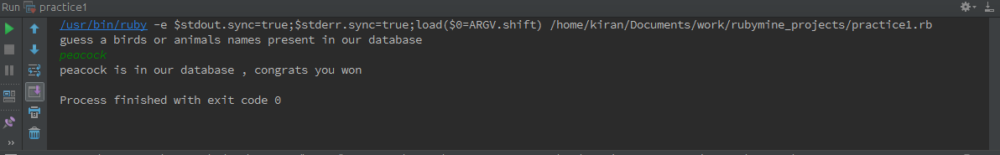 Run practice1
/usr/bin/ruby -e $stdout.sync=true;$stderr.sync=true;load($0=ARGV.shift) /home/kiran/Documents/work/rubymine_projects/practice1.rb
guess a birds or animals names present in our database
peacock
peacock is in our database , congrats you won
Process finished with exit code 0